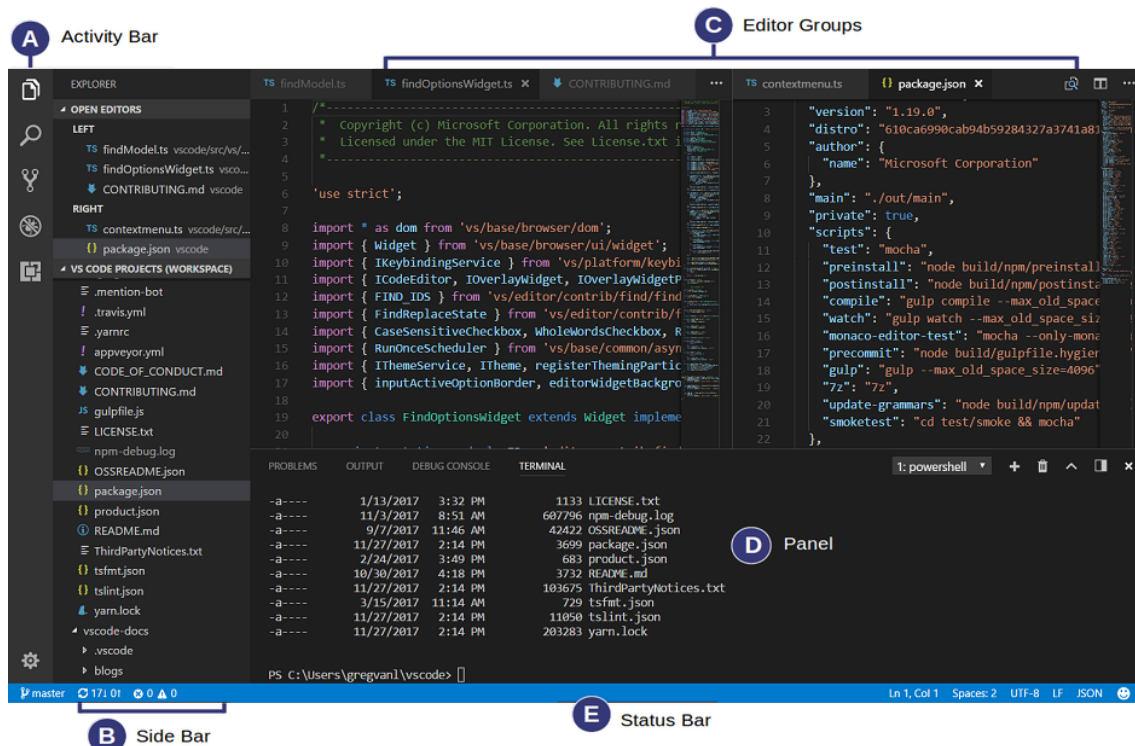 A Activity Bar
C Editor Groups
EXPLORER
OPEN EDITORS
LEFT
TS findModel.ts vscode/src/vs/...
TS findOptionsWidget.ts vsco...
CONTRIBUTING.md vscode
RIGHT
TS contextmenu.ts vscode/src/...
{} package.json vscode
VS CODE PROJECTS (WORKSPACE)
.mention-bot
! .travis.yml
.yarnrc
! appveyor.yml
CODE_OF_CONDUCT.md
CONTRIBUTING.md
JS gulpfile.js
LICENSE.txt
npm-debug.log
{} OSSREADME.json
{} package.json
{} product.json
README.md
ThirdPartyNotices.txt
{} tsfmt.json
{} tslint.json
yarn.lock
vscode-docs
.vscode
blogs
TS findModel.ts TS findOptionsWidget.ts × CONTRIBUTING.md ...
1 /*--------------------------------
2 * Copyright (c) Microsoft Corporation. All rights r
3 * Licensed under the MIT License. See License.txt i
4 *--------------------------------
5
6 'use strict';
7
8 import * as dom from 'vs/base/browser/dom';
9 import { Widget } from 'vs/base/browser/ui/widget';
10 import { IKeybindingService } from 'vs/platform/keybi
11 import { ICodeEditor, IOverlayWidget, IOverlayWidgetP
12 import { FIND_IDS } from 'vs/editor/contrib/find/find
13 import { FindReplaceState } from 'vs/editor/contrib/f
14 import { CaseSensitiveCheckbox, WholeWordsCheckbox, R
15 import { RunOnceScheduler } from 'vs/base/common/asyn
16 import { IThemeService, ITheme, registerThemingPartic
17 import { inputActiveOptionBorder, editorWidgetBackgro
18
19 export class FindOptionsWidget extends Widget impleme
20
TS contextmenu.ts {} package.json × ...
3 "version": "1.19.0",
4 "distro": "610ca6990cab94b59284327a3741a81
5 "author": {
6 "name": "Microsoft Corporation"
7 },
8 "main": "./out/main",
9 "private": true,
10 "scripts": {
11 "test": "mocha",
12 "preinstall": "node build/npm/preinstall
13 "postinstall": "node build/npm/postinsta
14 "compile": "gulp compile --max_old_space
15 "watch": "gulp watch --max_old_space_siz
16 "monaco-editor-test": "mocha --only-mona
17 "precommit": "node build/gulpfile.hygien
18 "gulp": "gulp --max_old_space_size=4096"
19 "7z": "7z",
20 "update-grammars": "node build/npm/updat
21 "smoketest": "cd test/smoke && mocha"
22 },
PROBLEMS OUTPUT DEBUG CONSOLE TERMINAL 1: powershell
-a---- 1/13/2017 3:32 PM 1133 LICENSE.txt
-a---- 11/3/2017 8:51 AM 607796 npm-debug.log
-a---- 9/7/2017 11:46 AM 42422 OSSREADME.json
-a---- 11/27/2017 2:14 PM 3699 package.json
-a---- 2/24/2017 3:49 PM 683 product.json
-a---- 10/30/2017 4:18 PM 3732 README.md
-a---- 11/27/2017 2:14 PM 103675 ThirdPartyNotices.txt
-a---- 3/15/2017 11:14 AM 729 tsfmt.json
-a---- 11/27/2017 2:14 PM 11050 tslint.json
-a---- 11/27/2017 2:14 PM 203283 yarn.lock
PS C:\Users\gregvanl\vscode>
D Panel
master 17↓ 0↑ 0 0 Ln 1, Col 1 Spaces: 2 UTF-8 LF JSON
B Side Bar
E Status Bar